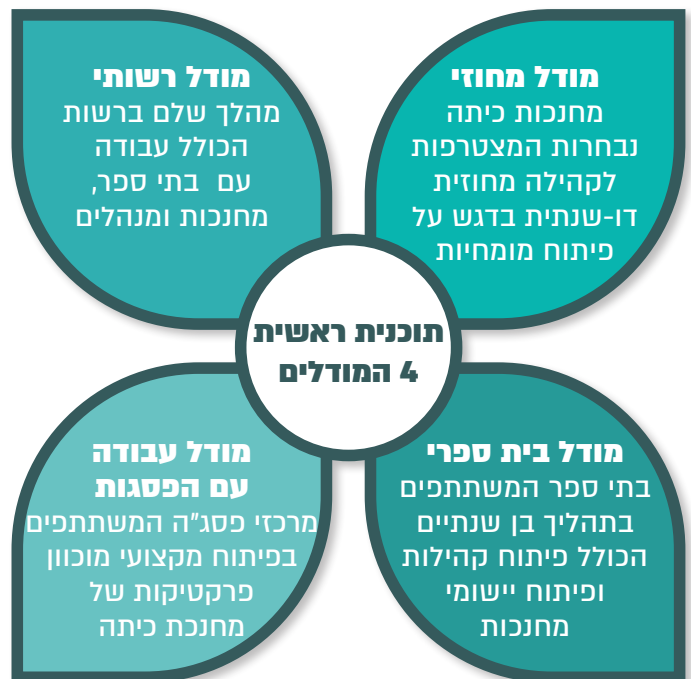 מודל מחוזי
מחנכות כיתה
נבחרות המצטרפות
לקהילה מחוזית
דו-שנתית בדגש על
פיתוח מומחיות
מודל רשותי
מהלך שלם ברשות
הכולל עבודה
עם בתי ספר,
מחנכות ומנהלים
תוכנית ראשית
4 המודלים
מודל בית ספרי
בתי ספר המשתתפים
בתהליך בן שנתיים
הכולל פיתוח קהילות
ופיתוח יישומי
מחנכות
מודל עבודה
עם הפסגות
מרכזי פסג"ה המשתתפים
בפיתוח מקצועי מוכוון
פרקטיקות של
מחנכת כיתה